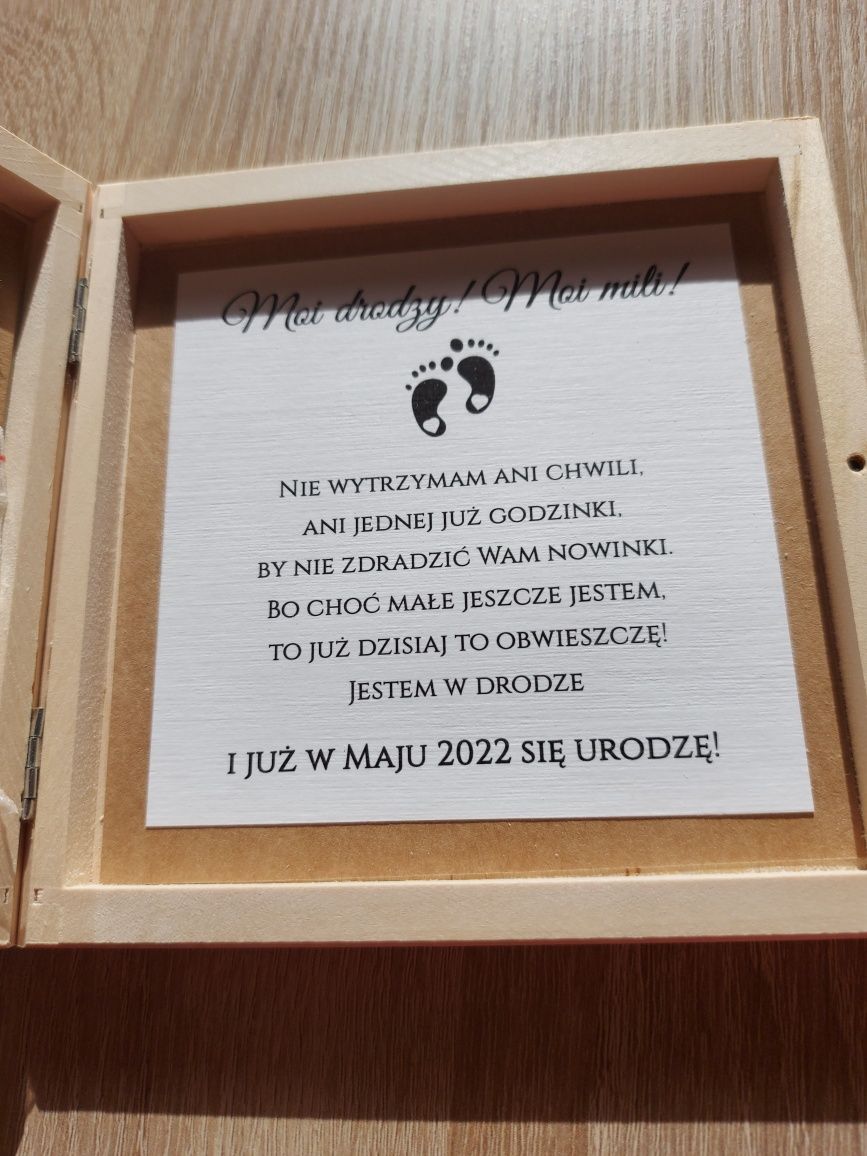 Moi drodzy! Moi mili!
Nie wytrzymam ani chwili,
ani jednej już godzinki,
by nie zdradzić Wam nowinki.
Bo choć małe jeszcze jestem,
to już dzisiaj to obwieszczę!
Jestem w drodze
i już w Maju 2022 się urodzę!